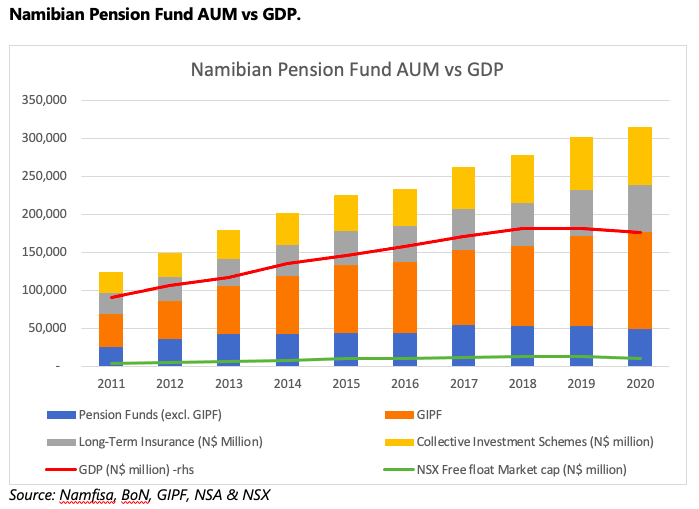 Namibian Pension Fund AUM vs GDP.
Namibian Pension Fund AUM vs GDP
350,000
300,000
250,000
200,000
150,000
100,000
50,000
-
2011 2012 2013 2014 2015 2016 2017 2018 2019 2020
Pension Funds (excl. GIPF) GIPF
Long-Term Insurance (N$ Million) Collective Investment Schemes (N$ million)
GDP (N$ million) -rhs NSX Free float Market cap (N$ million)
Source: Namfisa, BoN, GIPF, NSA & NSX